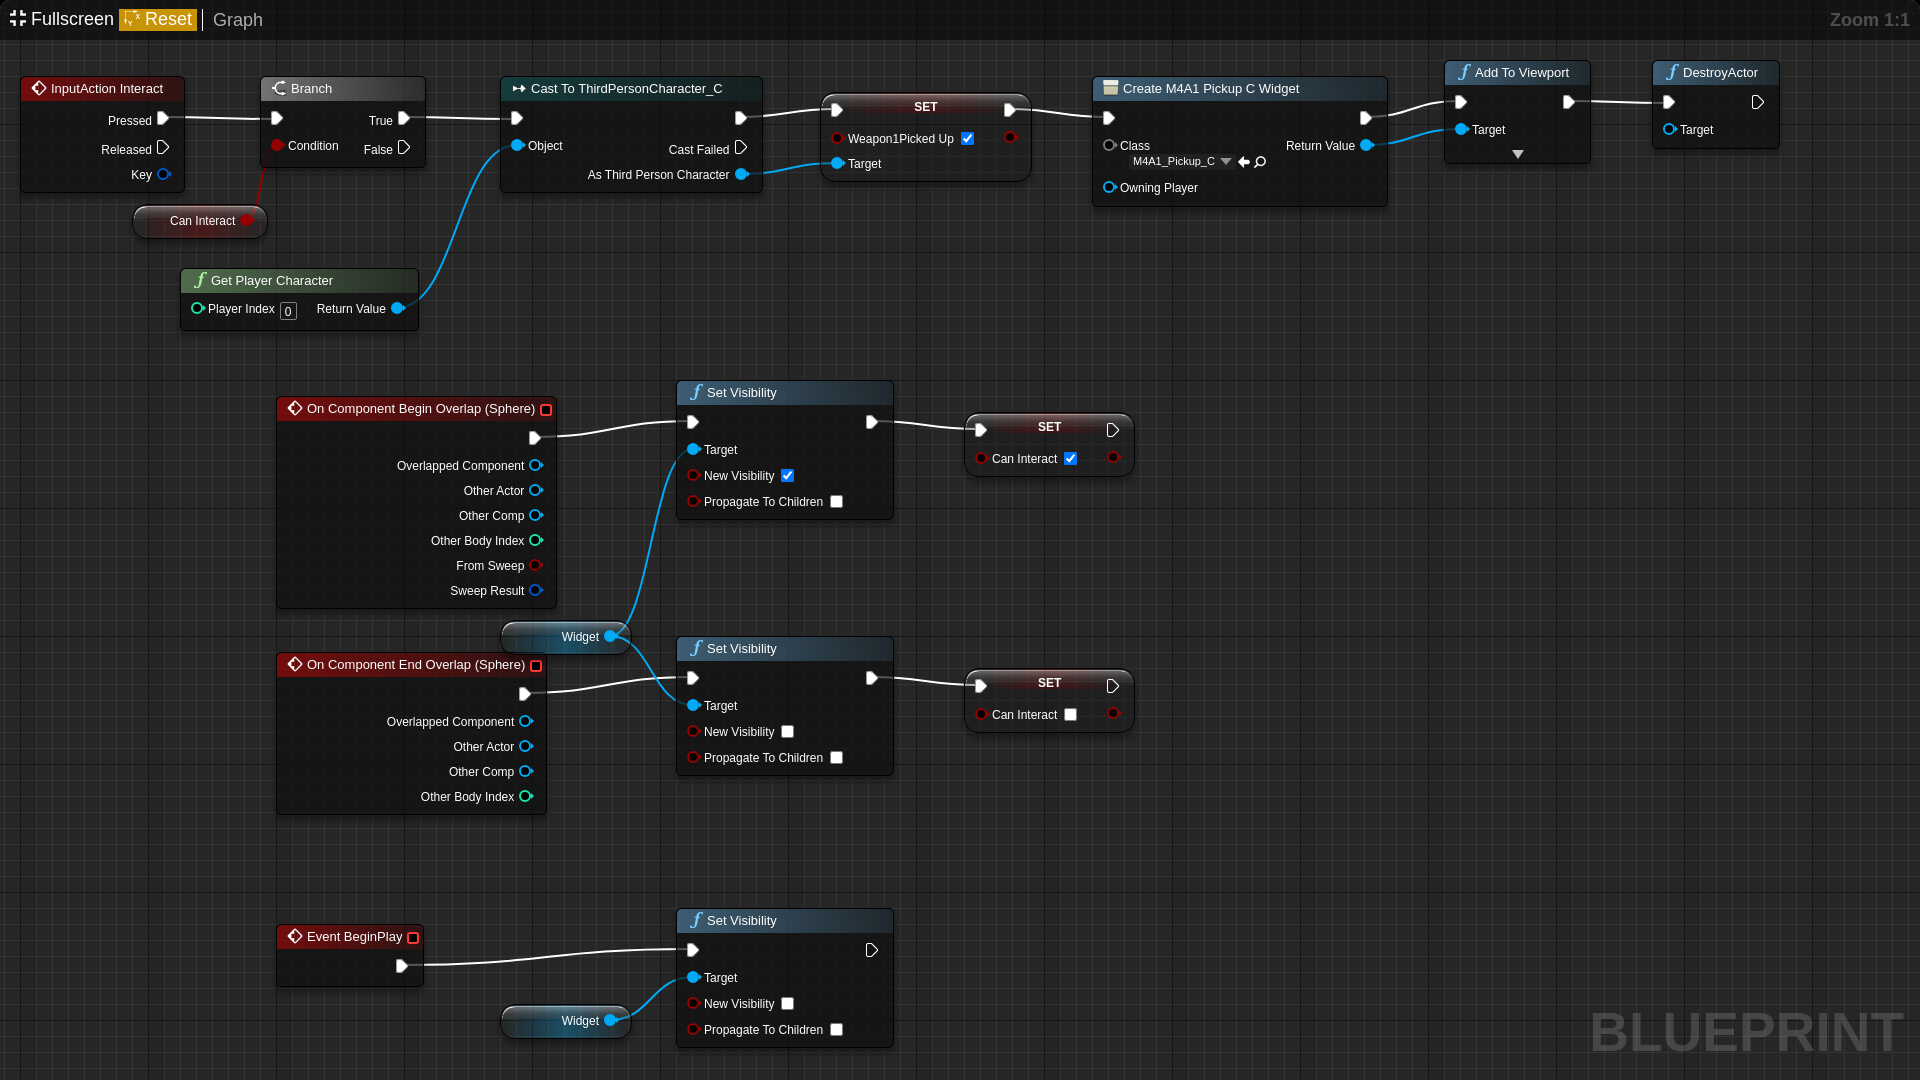 Fullscreen Reset Graph
Zoom 1:1
InputAction Interact
Pressed
Released
Key
Branch
True
Condition
False
Can Interact
Get Player Character
Player Index 0 Return Value
Cast To ThirdPersonCharacter_C
Object
Cast Failed
As Third Person Character
SET
Weapon1Picked Up
Target
Create M4A1 Pickup C Widget
Class
M4A1_Pickup_C
Return Value
Owning Player
Add To Viewport
Target
DestroyActor
Target
On Component Begin Overlap (Sphere)
Overlapped Component
Other Actor
Other Comp
Other Body Index
From Sweep
Sweep Result
Set Visibility
Target
New Visibility
Propagate To Children
SET
Can Interact
Widget
On Component End Overlap (Sphere)
Overlapped Component
Other Actor
Other Comp
Other Body Index
Set Visibility
Target
New Visibility
Propagate To Children
SET
Can Interact
Event BeginPlay
Widget
Set Visibility
Target
New Visibility
Propagate To Children
BLUEPRINT